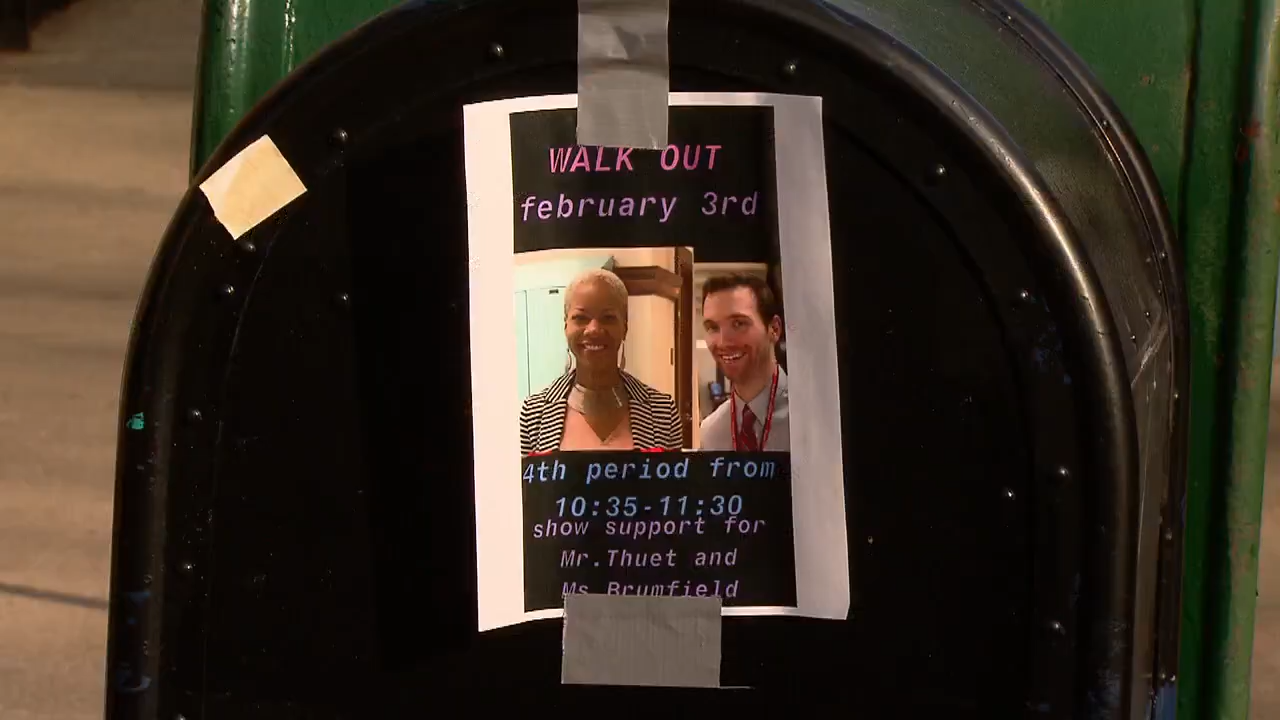 WALK OUT
february 3rd
4th period from
10:35-11:30
show support for
Mr.Thuet and
Ms Brumfield